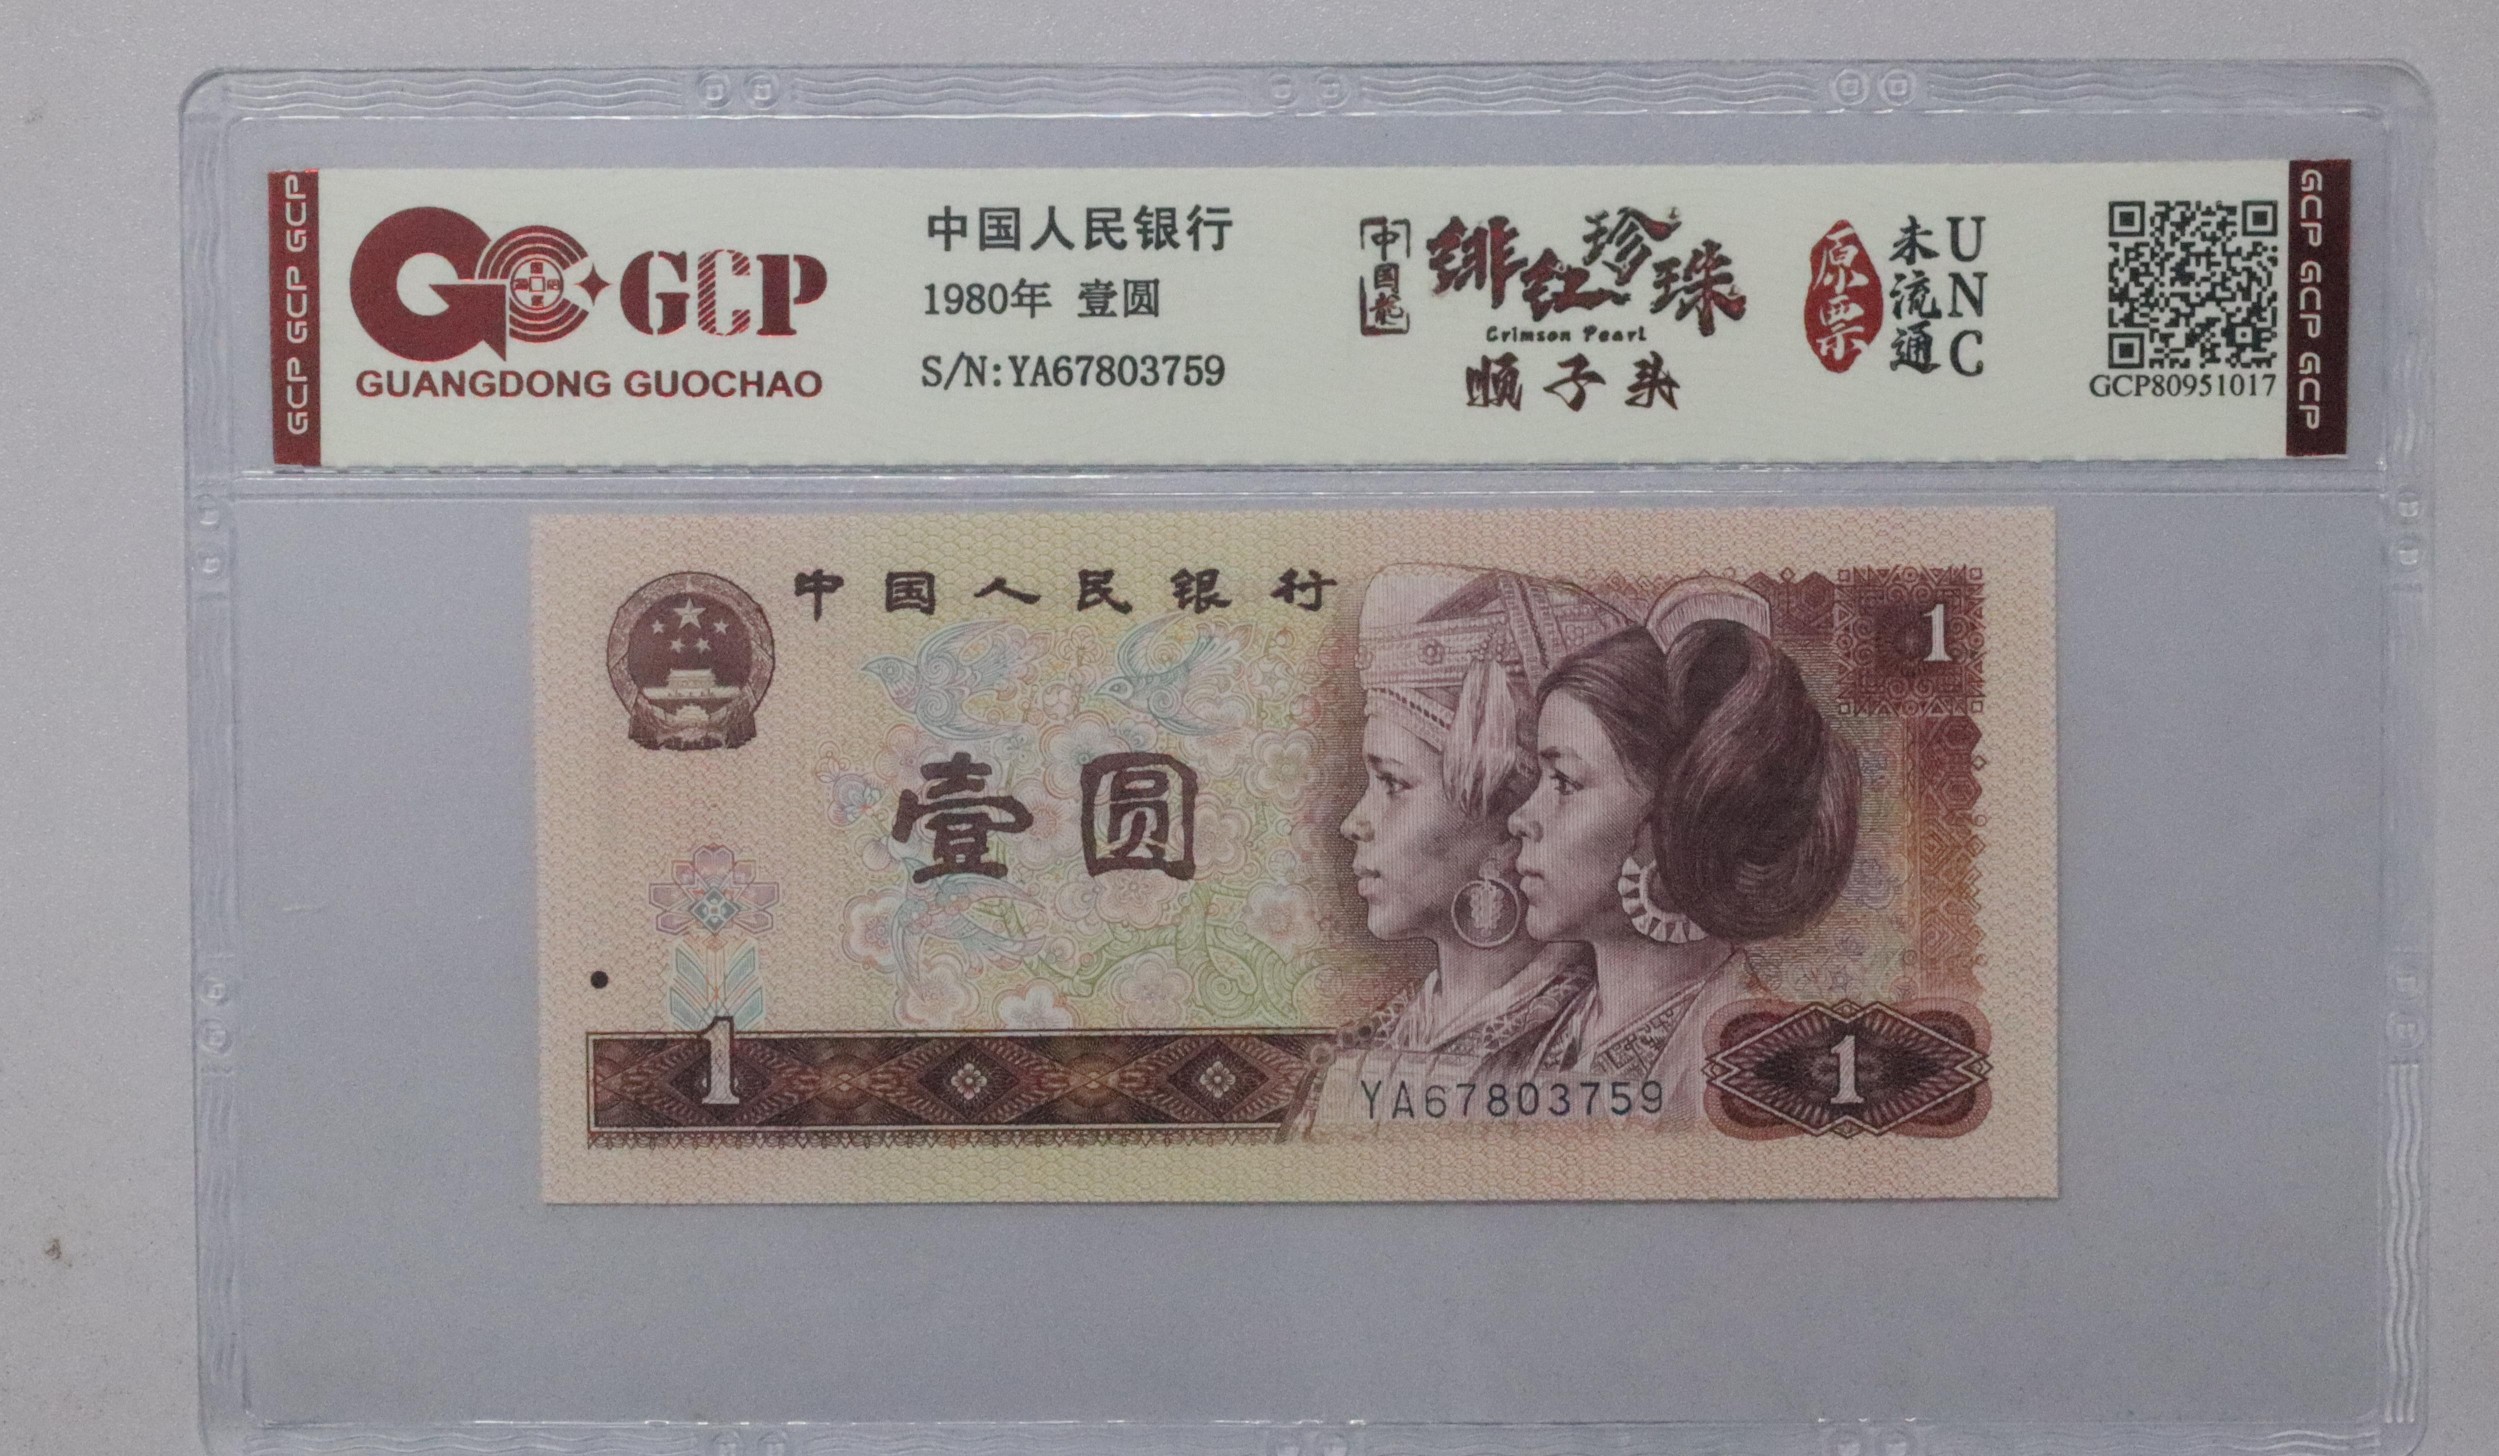 GCP GCP GCP
GCP
GUANGDONG GUOCHAO
中国人民银行
1980年 壹圆
S/N:YA67803759
中国龙
绯红珍珠
Crimson Pearl
顺子头
原票
未流通
UNC
GCP80951017
GCP GCP GCP
中国人民银行
1
壹圆
1
YA67803759
1